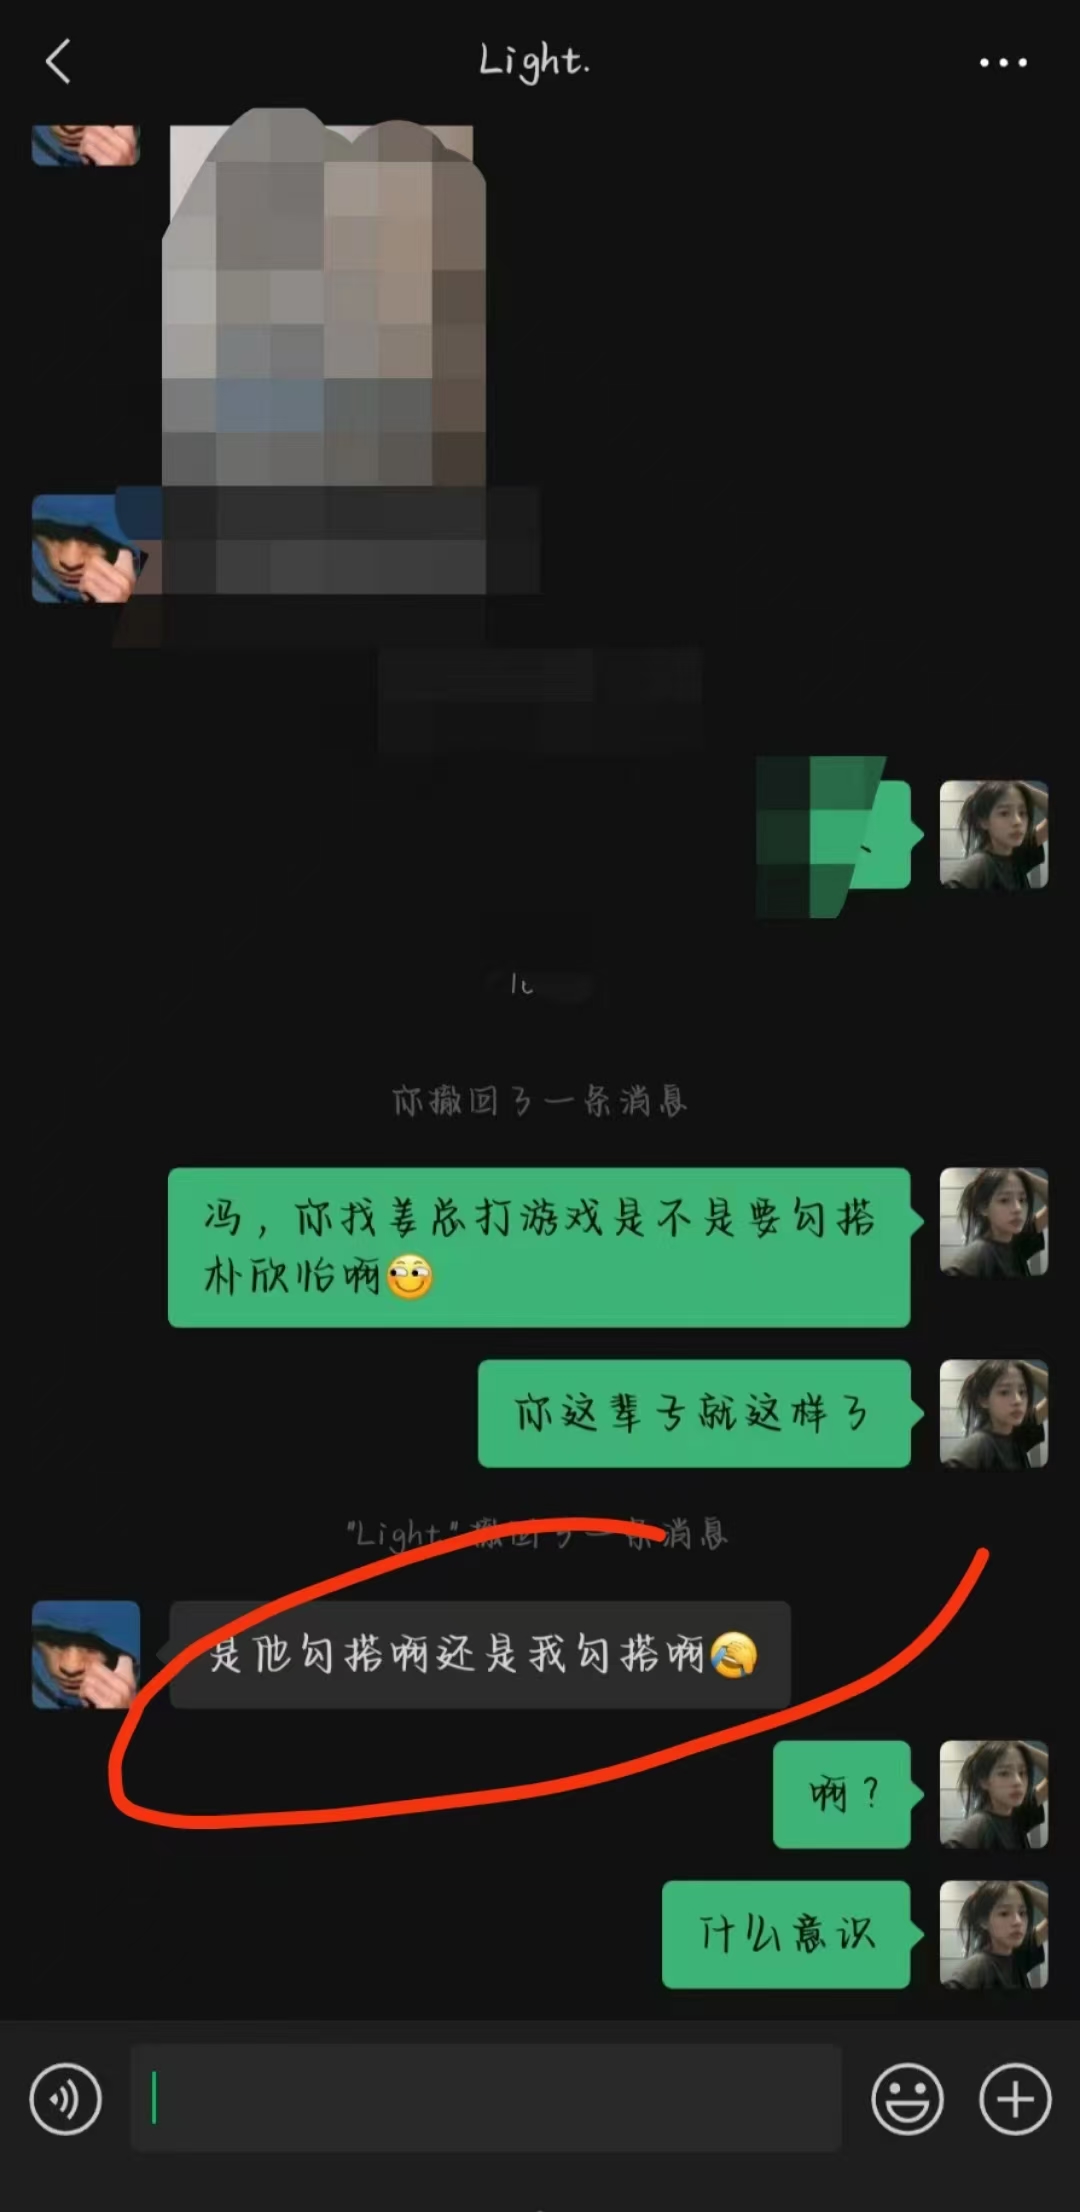 Light.
你撤回了一条消息
冯，你找姜总打游戏是不是要勾搭
朴欣怡啊
你这辈子就这样了
"Light."撤回了一条消息
是他勾搭啊还是我勾搭啊
啊？
什么意识